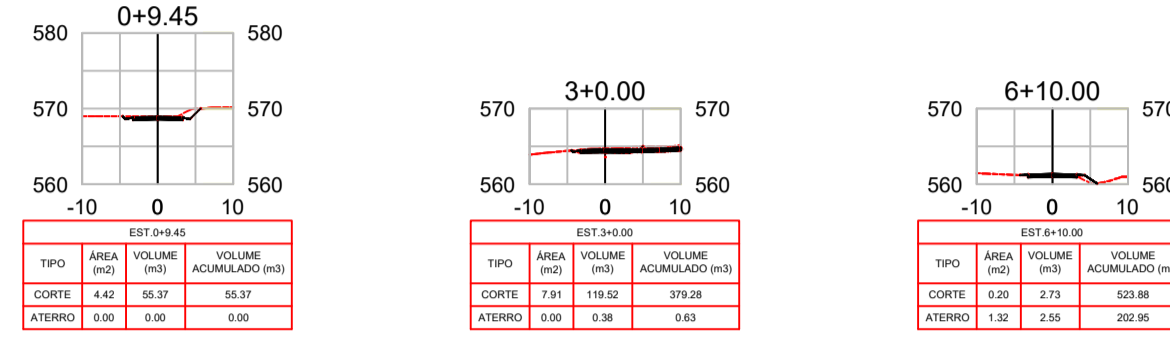 0+9.45
580 580
570 570
560 560
-10 0 10
EST.0+9.45
TIPO ÁREA (m2) VOLUME (m3) VOLUME ACUMULADO (m3)
CORTE 4.42 55.37 55.37
ATERRO 0.00 0.00 0.00
3+0.00
570 570
560 560
-10 0 10
EST.3+0.00
TIPO ÁREA (m2) VOLUME (m3) VOLUME ACUMULADO (m3)
CORTE 7.91 119.52 379.28
ATERRO 0.00 0.38 0.63
6+10.00
570 570
560 560
-10 0 10
EST.6+10.00
TIPO ÁREA (m2) VOLUME (m3) VOLUME ACUMULADO (m
CORTE 0.20 2.73 523.88
ATERRO 1.32 2.55 202.95